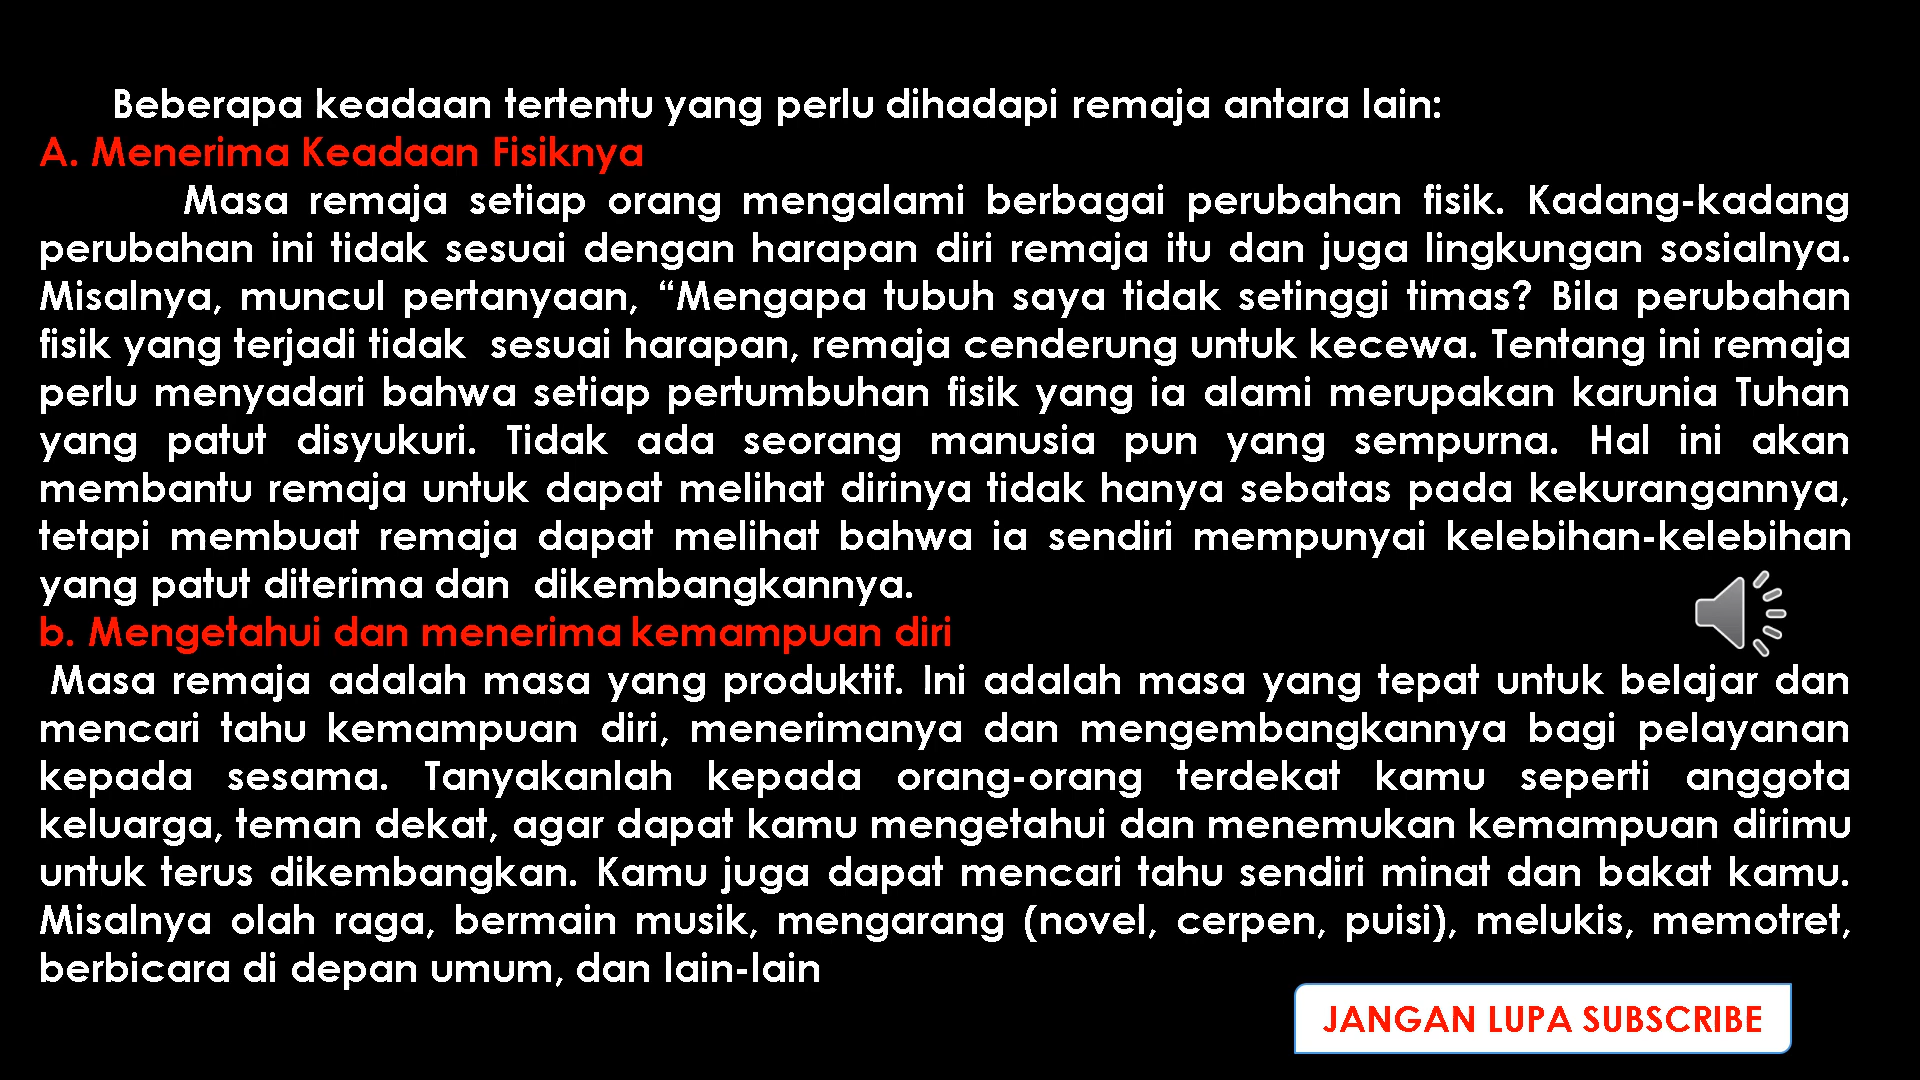 Beberapa keadaan tertentu yang perlu dihadapi remaja antara lain:
A. Menerima Keadaan Fisiknya
Masa remaja setiap orang mengalami berbagai perubahan fisik. Kadang-kadang
perubahan ini tidak sesuai dengan harapan diri remaja itu dan juga lingkungan sosialnya.
Misalnya, muncul pertanyaan, “Mengapa tubuh saya tidak setinggi timas? Bila perubahan
fisik yang terjadi tidak sesuai harapan, remaja cenderung untuk kecewa. Tentang ini remaja
perlu menyadari bahwa setiap pertumbuhan fisik yang ia alami merupakan karunia Tuhan
yang patut disyukuri. Tidak ada seorang manusia pun yang sempurna. Hal ini akan
membantu remaja untuk dapat melihat dirinya tidak hanya sebatas pada kekurangannya,
tetapi membuat remaja dapat melihat bahwa ia sendiri mempunyai kelebihan-kelebihan
yang patut diterima dan dikembangkannya.
b. Mengetahui dan menerima kemampuan diri
Masa remaja adalah masa yang produktif. Ini adalah masa yang tepat untuk belajar dan
mencari tahu kemampuan diri, menerimanya dan mengembangkannya bagi pelayanan
kepada sesama. Tanyakanlah kepada orang-orang terdekat kamu seperti anggota
keluarga, teman dekat, agar dapat kamu mengetahui dan menemukan kemampuan dirimu
untuk terus dikembangkan. Kamu juga dapat mencari tahu sendiri minat dan bakat kamu.
Misalnya olah raga, bermain musik, mengarang (novel, cerpen, puisi), melukis, memotret,
berbicara di depan umum, dan lain-lain
JANGAN LUPA SUBSCRIBE